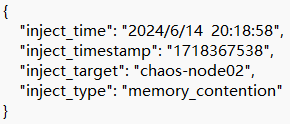 {
    "inject_time": "2024/6/14  20:18:58",
    "inject_timestamp": "1718367538",
    "inject_target": "chaos-node02",
    "inject_type": "memory_contention"
}